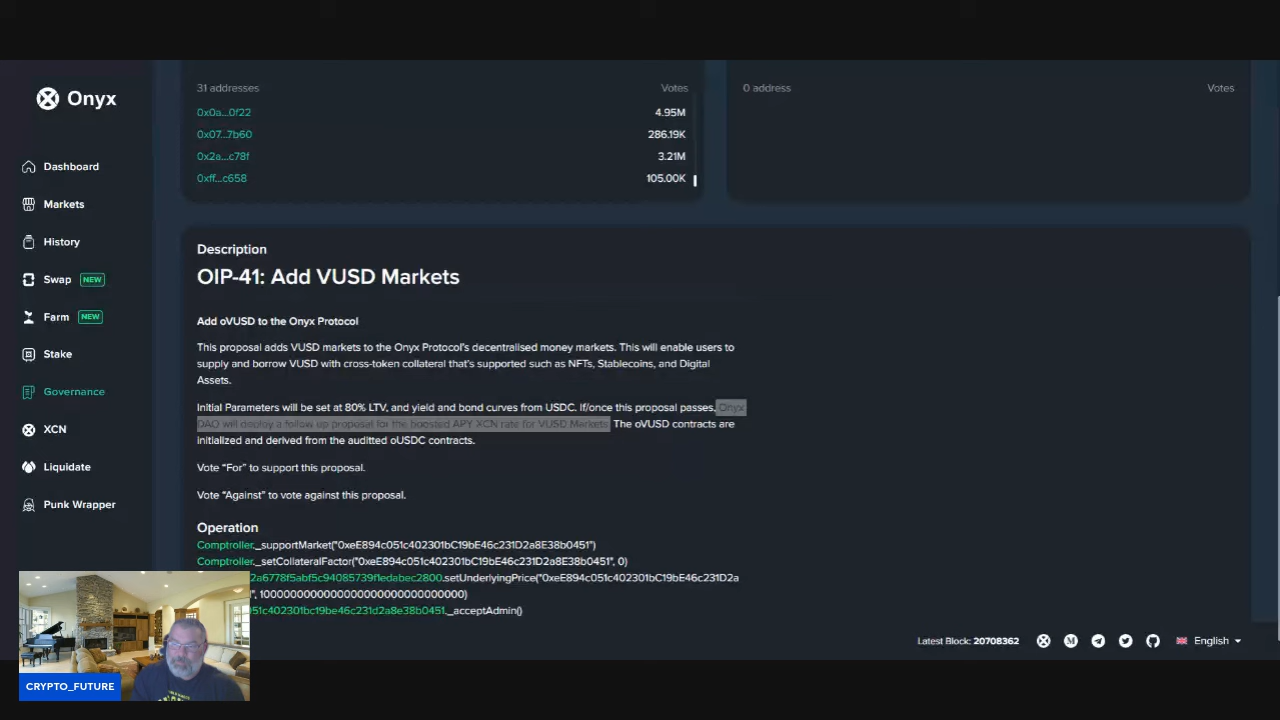 Onyx
Dashboard
Markets
History
Swap NEW
Farm NEW
Stake
Governance
XCN
Liquidate
Punk Wrapper
31 addresses Votes
0x0a...0f22 4.95M
0x07...7b60 286.19K
0x2a...c78f 3.21M
0xff...c658 105.00K
0 address Votes
Description
OIP-41: Add VUSD Markets
Add oVUSD to the Onyx Protocol
This proposal adds VUSD markets to the Onyx Protocol's decentralised money markets. This will enable users to
supply and borrow VUSD with cross-token collateral that's supported such as NFTs, Stablecoins, and Digital
Assets.
Initial Parameters will be set at 80% LTV, and yield and bond curves from USDC. If/once this proposal passes, Onyx
DAO will deploy a follow up proposal for the boosted APY XCN rate for VUSD Markets. The oVUSD contracts are
initialized and derived from the auditted oUSDC contracts.
Vote "For" to support this proposal.
Vote "Against" to vote against this proposal.
Operation
Comptroller._supportMarket("0xeE894c051c402301bC19bE46c231D2a8E38b0451")
Comptroller._setCollateralFactor("0xeE894c051c402301bC19bE46c231D2a8E38b0451", 0)
2a6778f5abf5c94085739f1edabec2800.setUnderlyingPrice("0xeE894c051c402301bC19bE46c231D2a
51c402301bc19be46c231d2a8e38b0451._acceptAdmin()
Latest Block: 20708362
English
CRYPTO_FUTURE